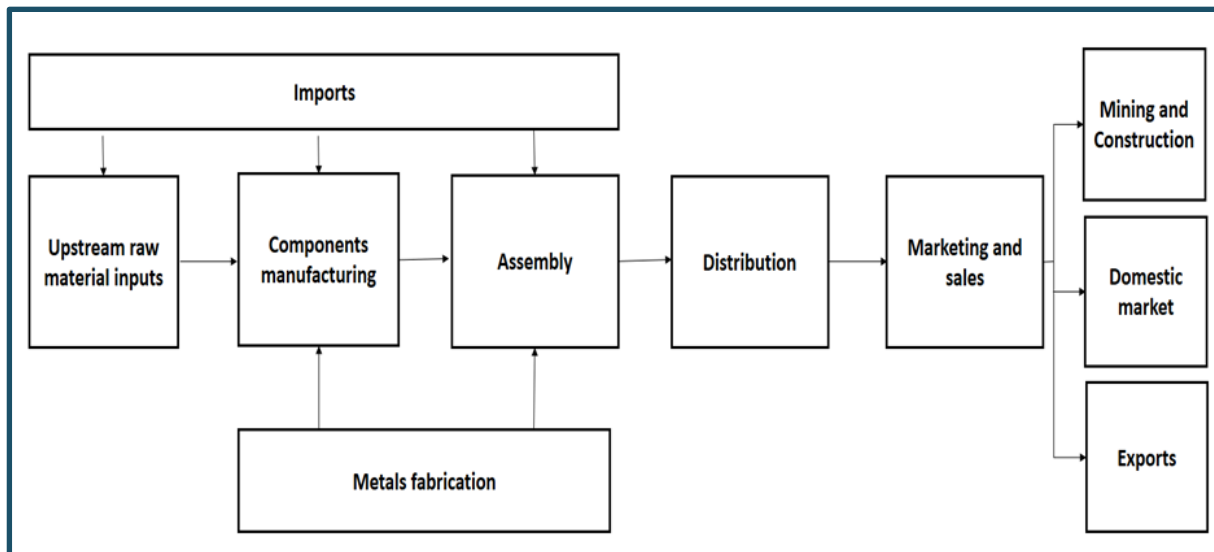 Imports
Mining and
Construction
Upstream raw
material inputs
Components
manufacturing
Assembly
Distribution
Marketing and
sales
Domestic
market
Metals fabrication
Exports